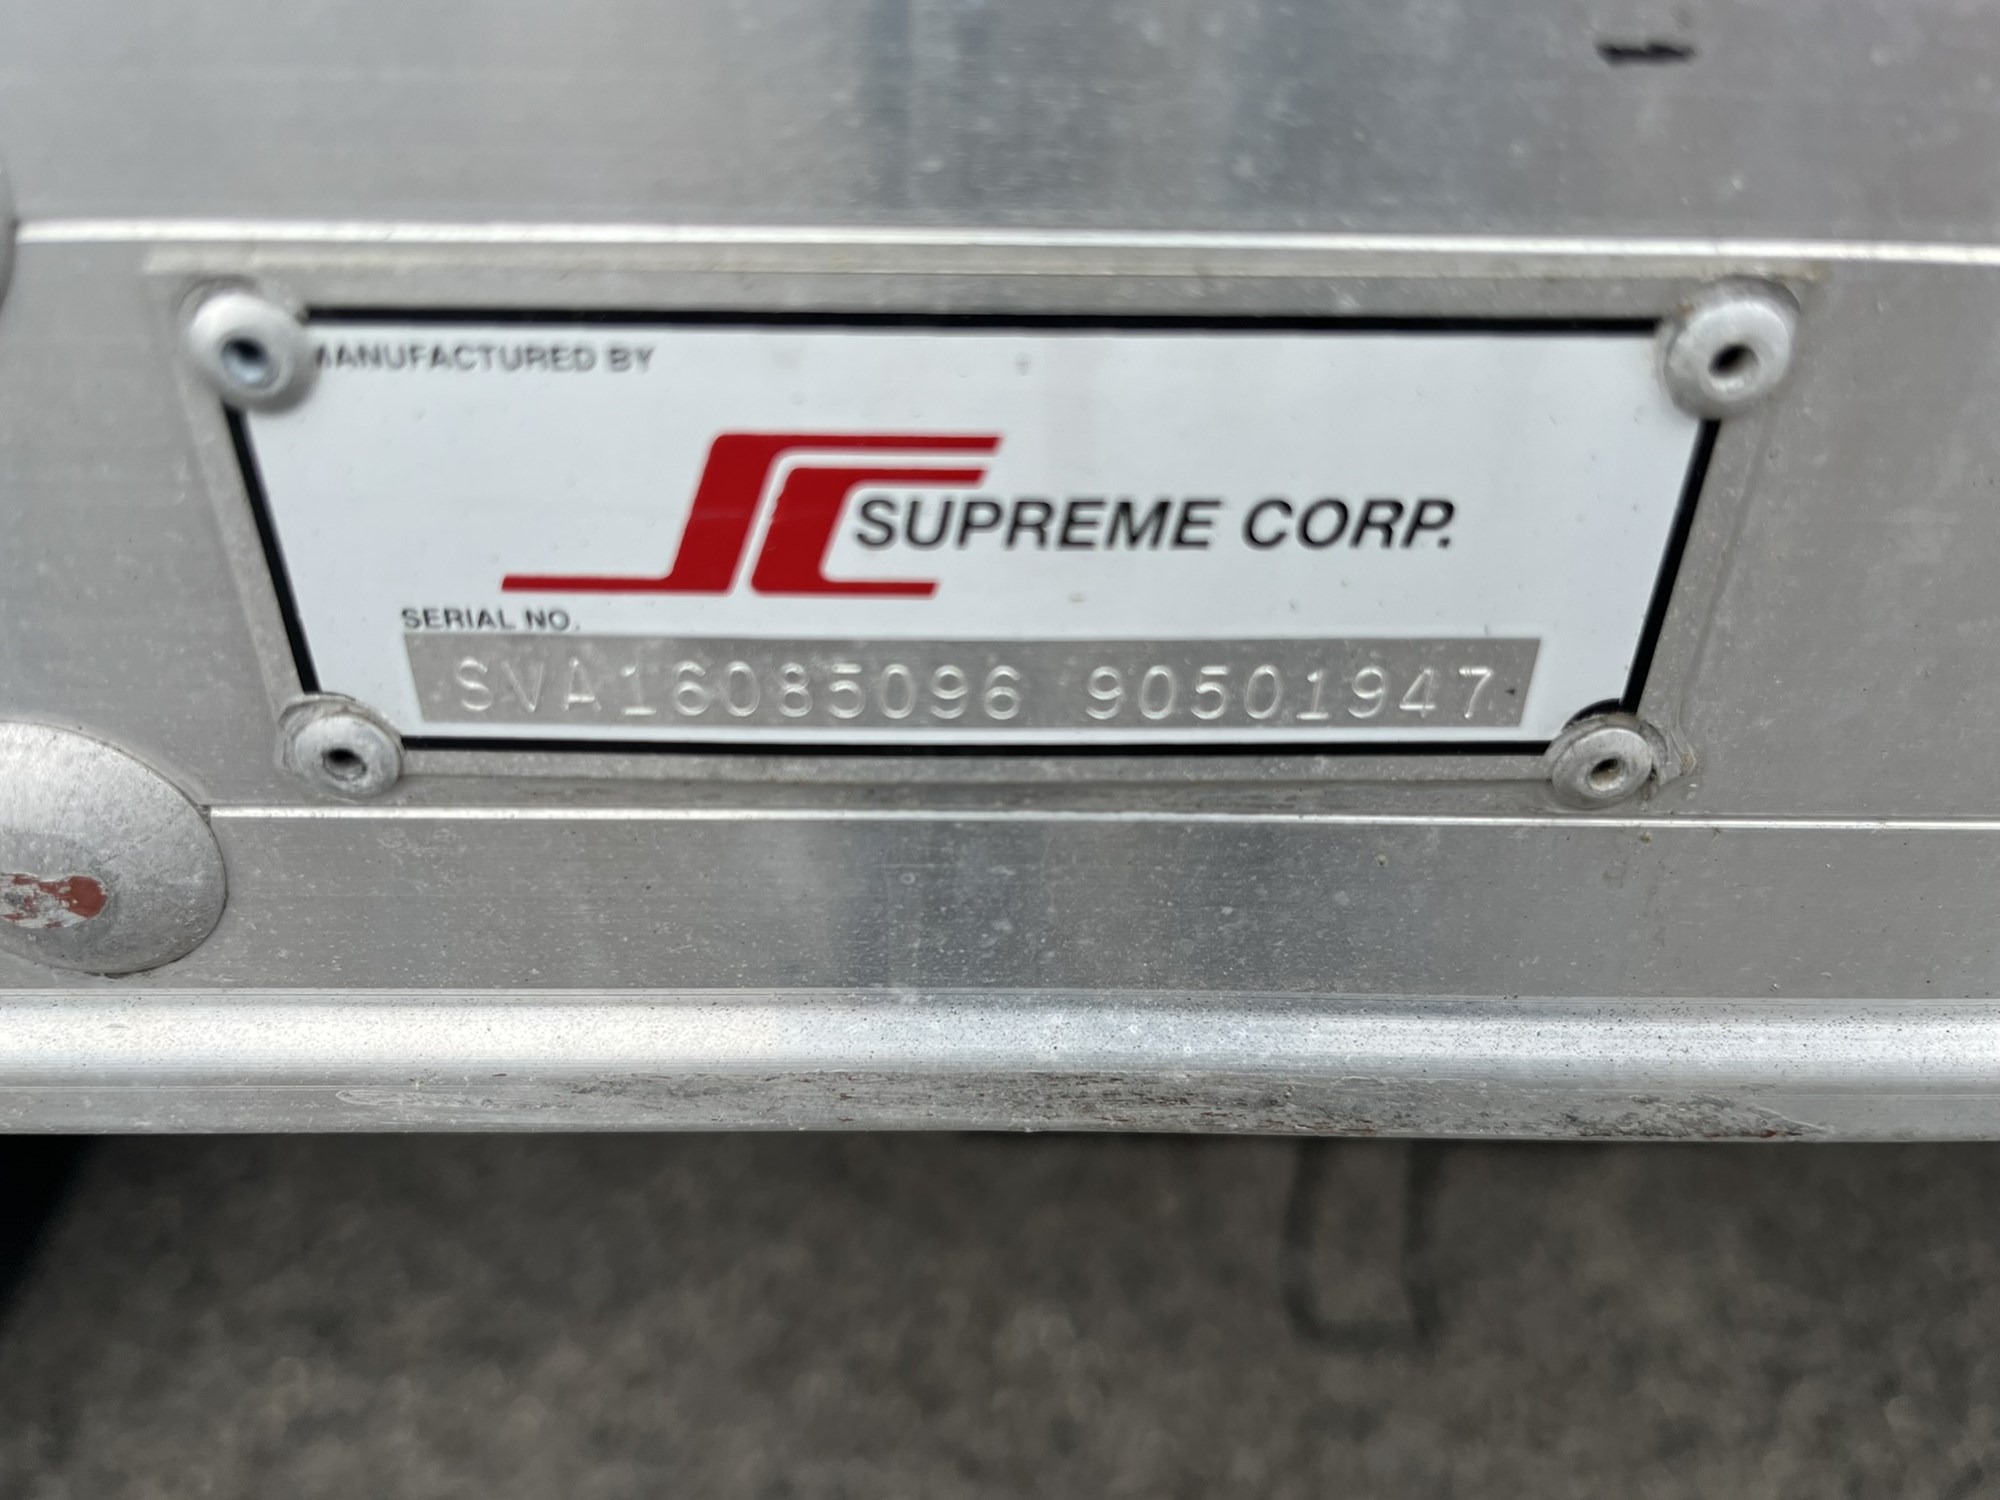 MANUFACTURED BY
SUPREME CORP.
SERIAL NO.
SVA16085096 90501947